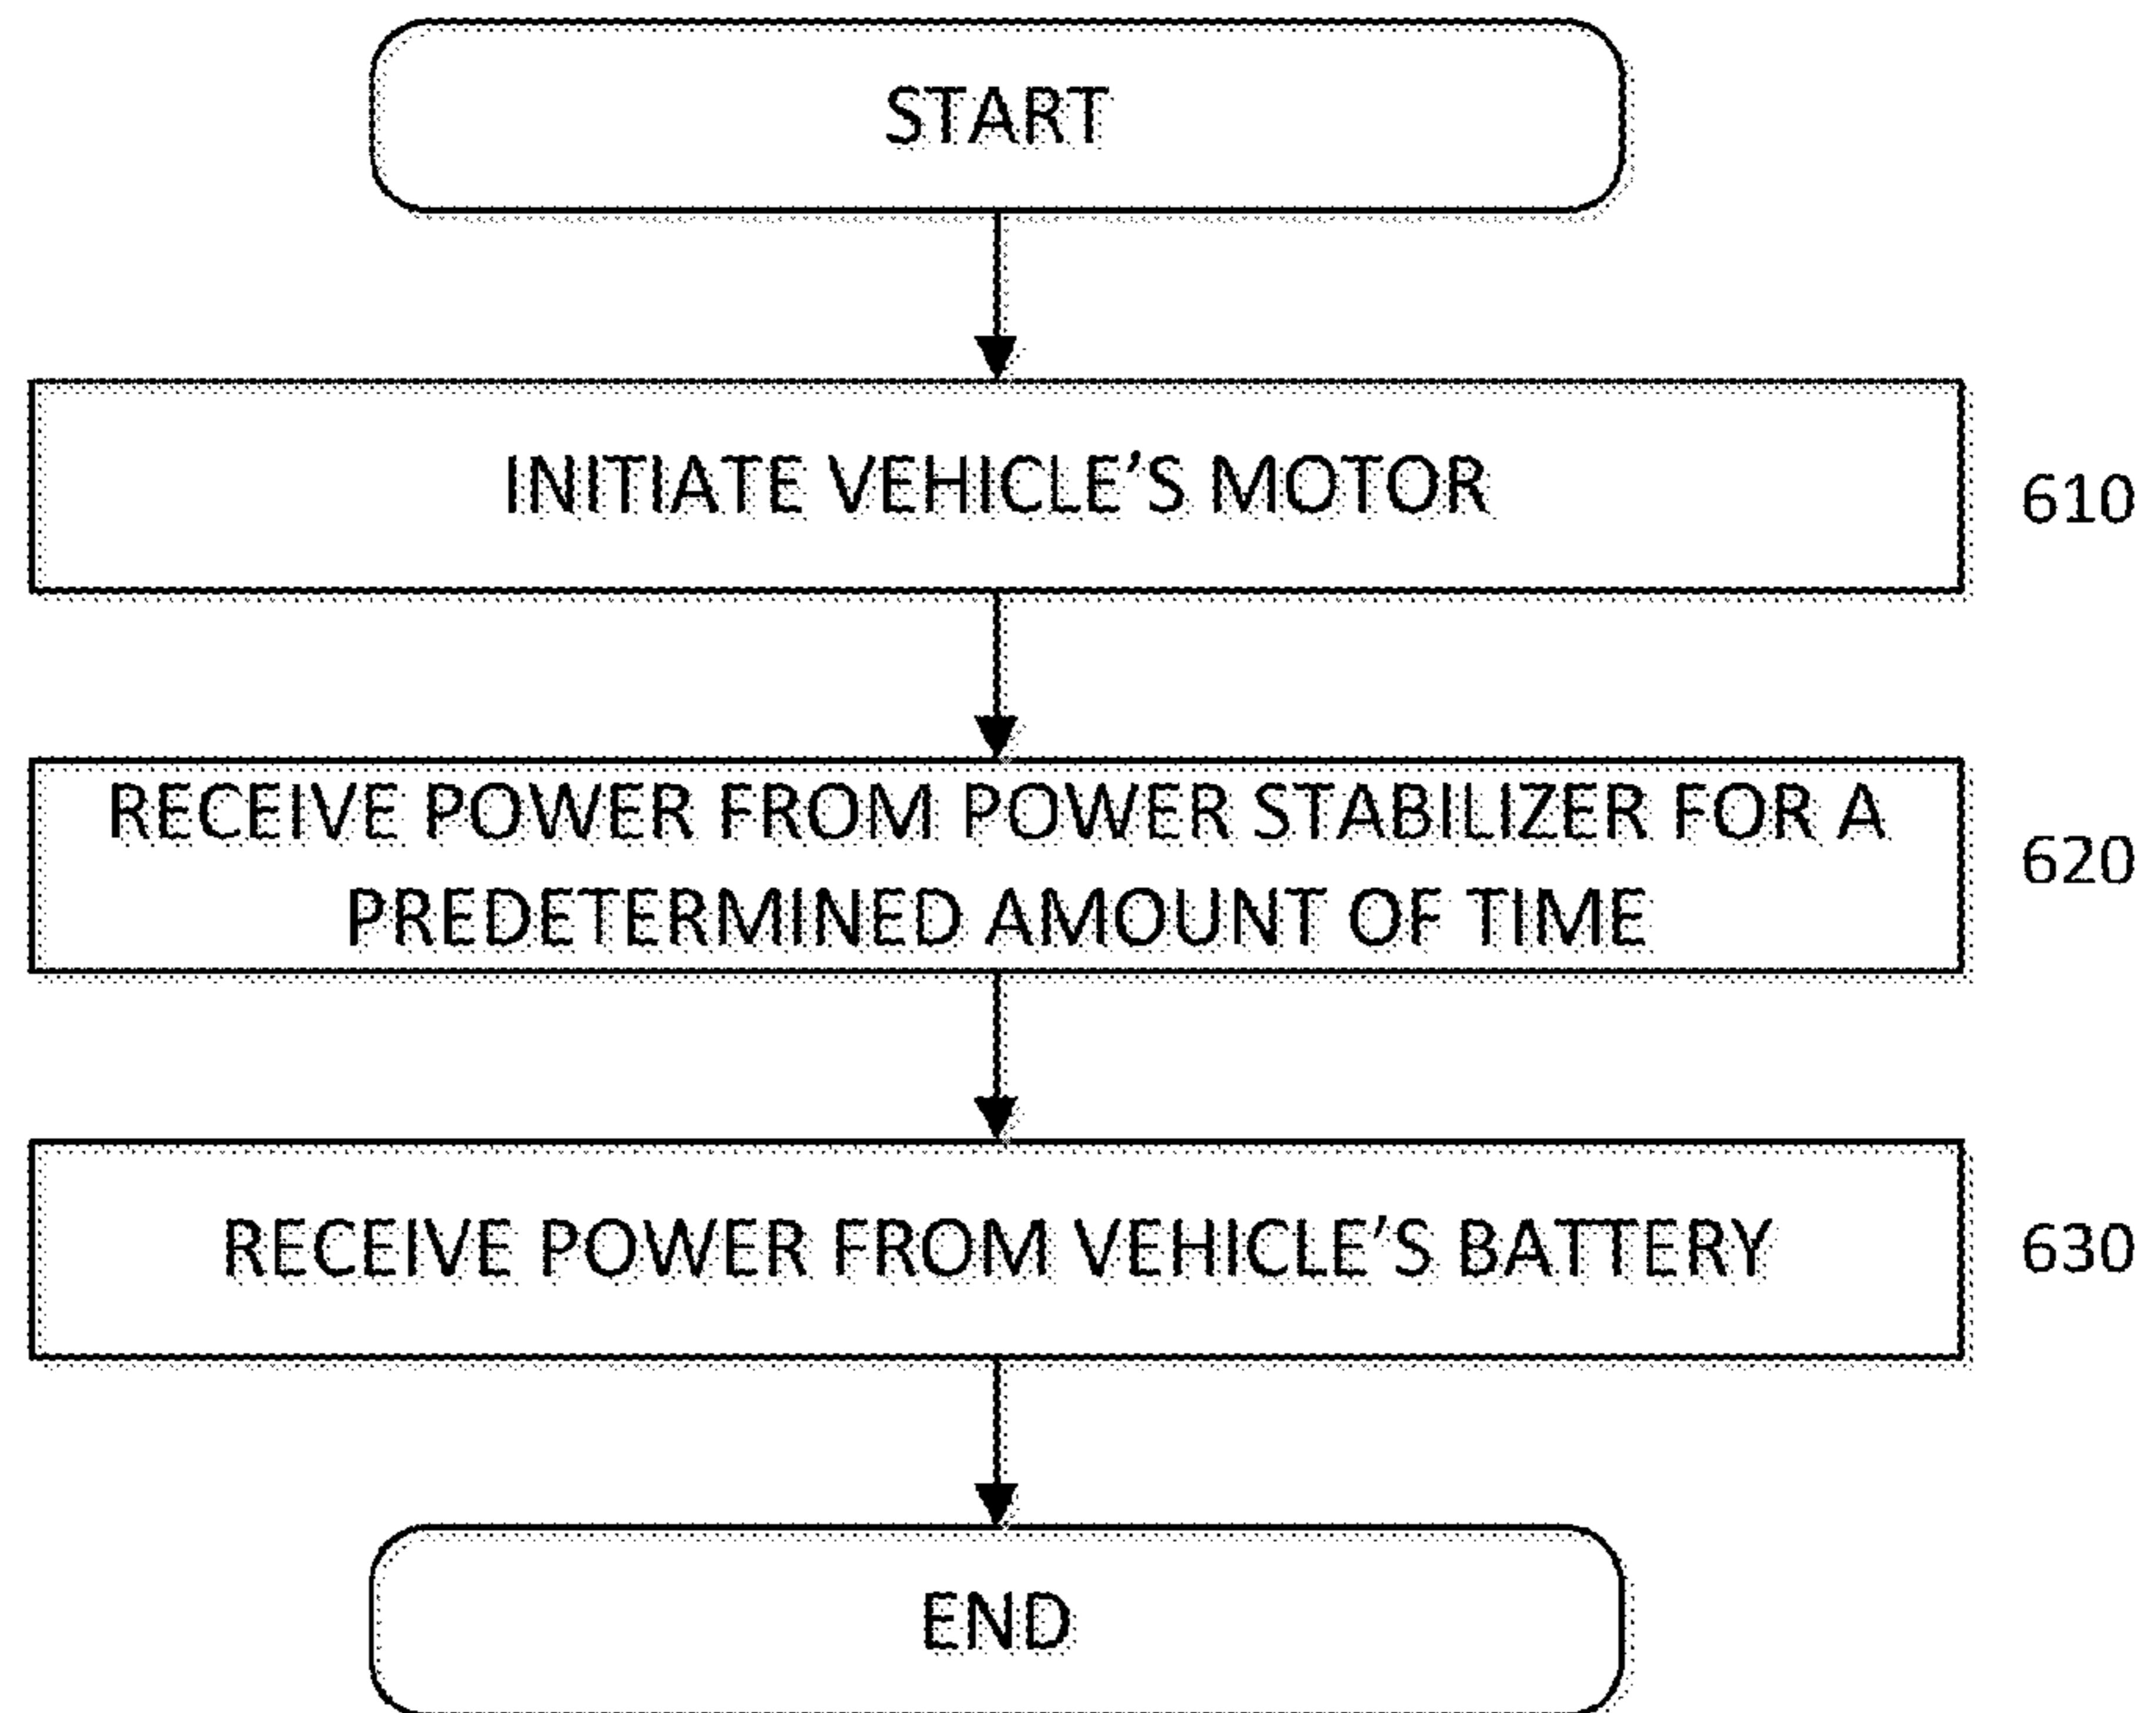 START
INITIATE VEHICLE'S MOTOR
610
RECEIVE POWER FROM POWER STABILIZER FOR A
PREDETERMINED AMOUNT OF TIME
620
RECEIVE POWER FROM VEHICLE'S BATTERY
630
END